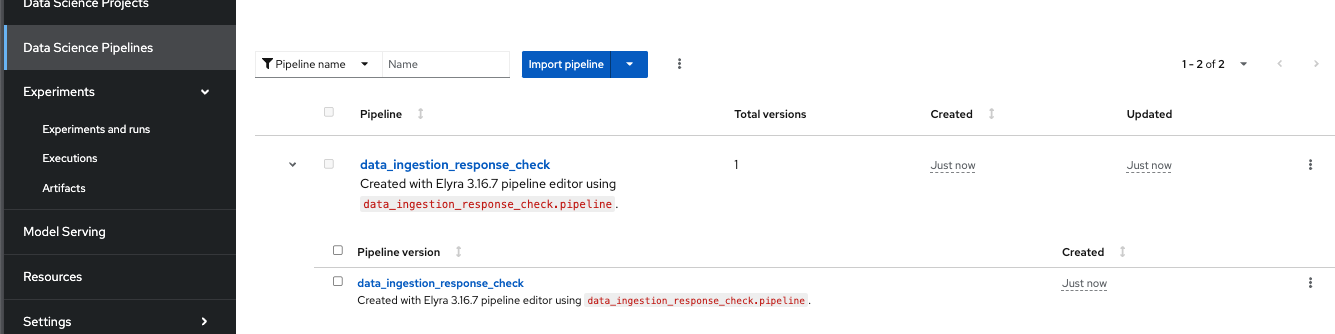 Data Science Projects
Data Science Pipelines
Experiments
Experiments and runs
Executions
Artifacts
Model Serving
Resources
Settings
Pipeline name Name Import pipeline 1 - 2 of 2
Pipeline Total versions Created Updated
data_ingestion_response_check 1 Just now Just now
Created with Elyra 3.16.7 pipeline editor using
data_ingestion_response_check.pipeline.
Pipeline version Created
data_ingestion_response_check Just now
Created with Elyra 3.16.7 pipeline editor using data_ingestion_response_check.pipeline.